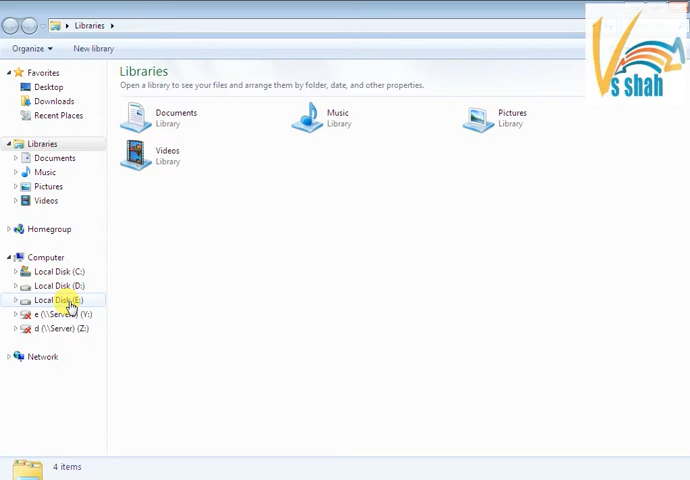 Libraries
Organize
New library
Favorites
Desktop
Downloads
Recent Places
Libraries
Documents
Music
Pictures
Videos
Homegroup
Computer
Local Disk (C:)
Local Disk (D:)
Local Disk (E:)
e (\\Server) (Y:)
d (\\Server) (Z:)
Network
Libraries
Open a library to see your files and arrange them by folder, date, and other properties.
Documents
Library
Music
Library
Pictures
Library
Videos
Library
4 items
Vs shah